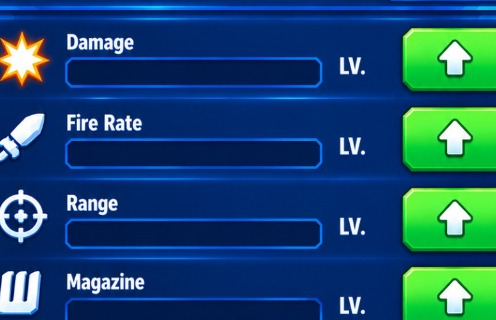 Damage
LV.
Fire Rate
LV.
Range
LV.
Magazine
LV.